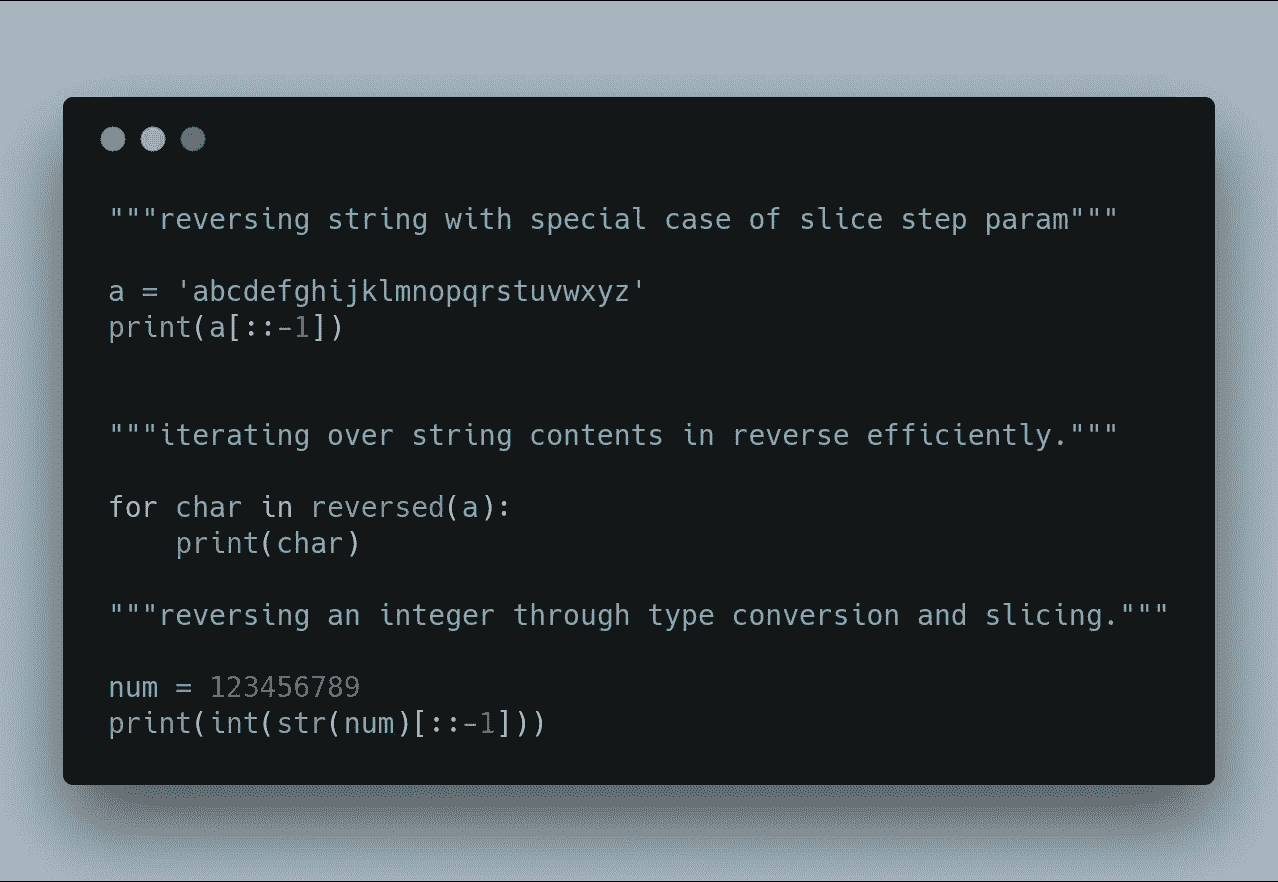 """reversing string with special case of slice step param"""
a = 'abcdefghijklmnopqrstuvwxyz'
print(a[::-1])
"""iterating over string contents in reverse efficiently."""
for char in reversed(a):
    print(char)
"""reversing an integer through type conversion and slicing."""
num = 123456789
print(int(str(num)[::-1]))